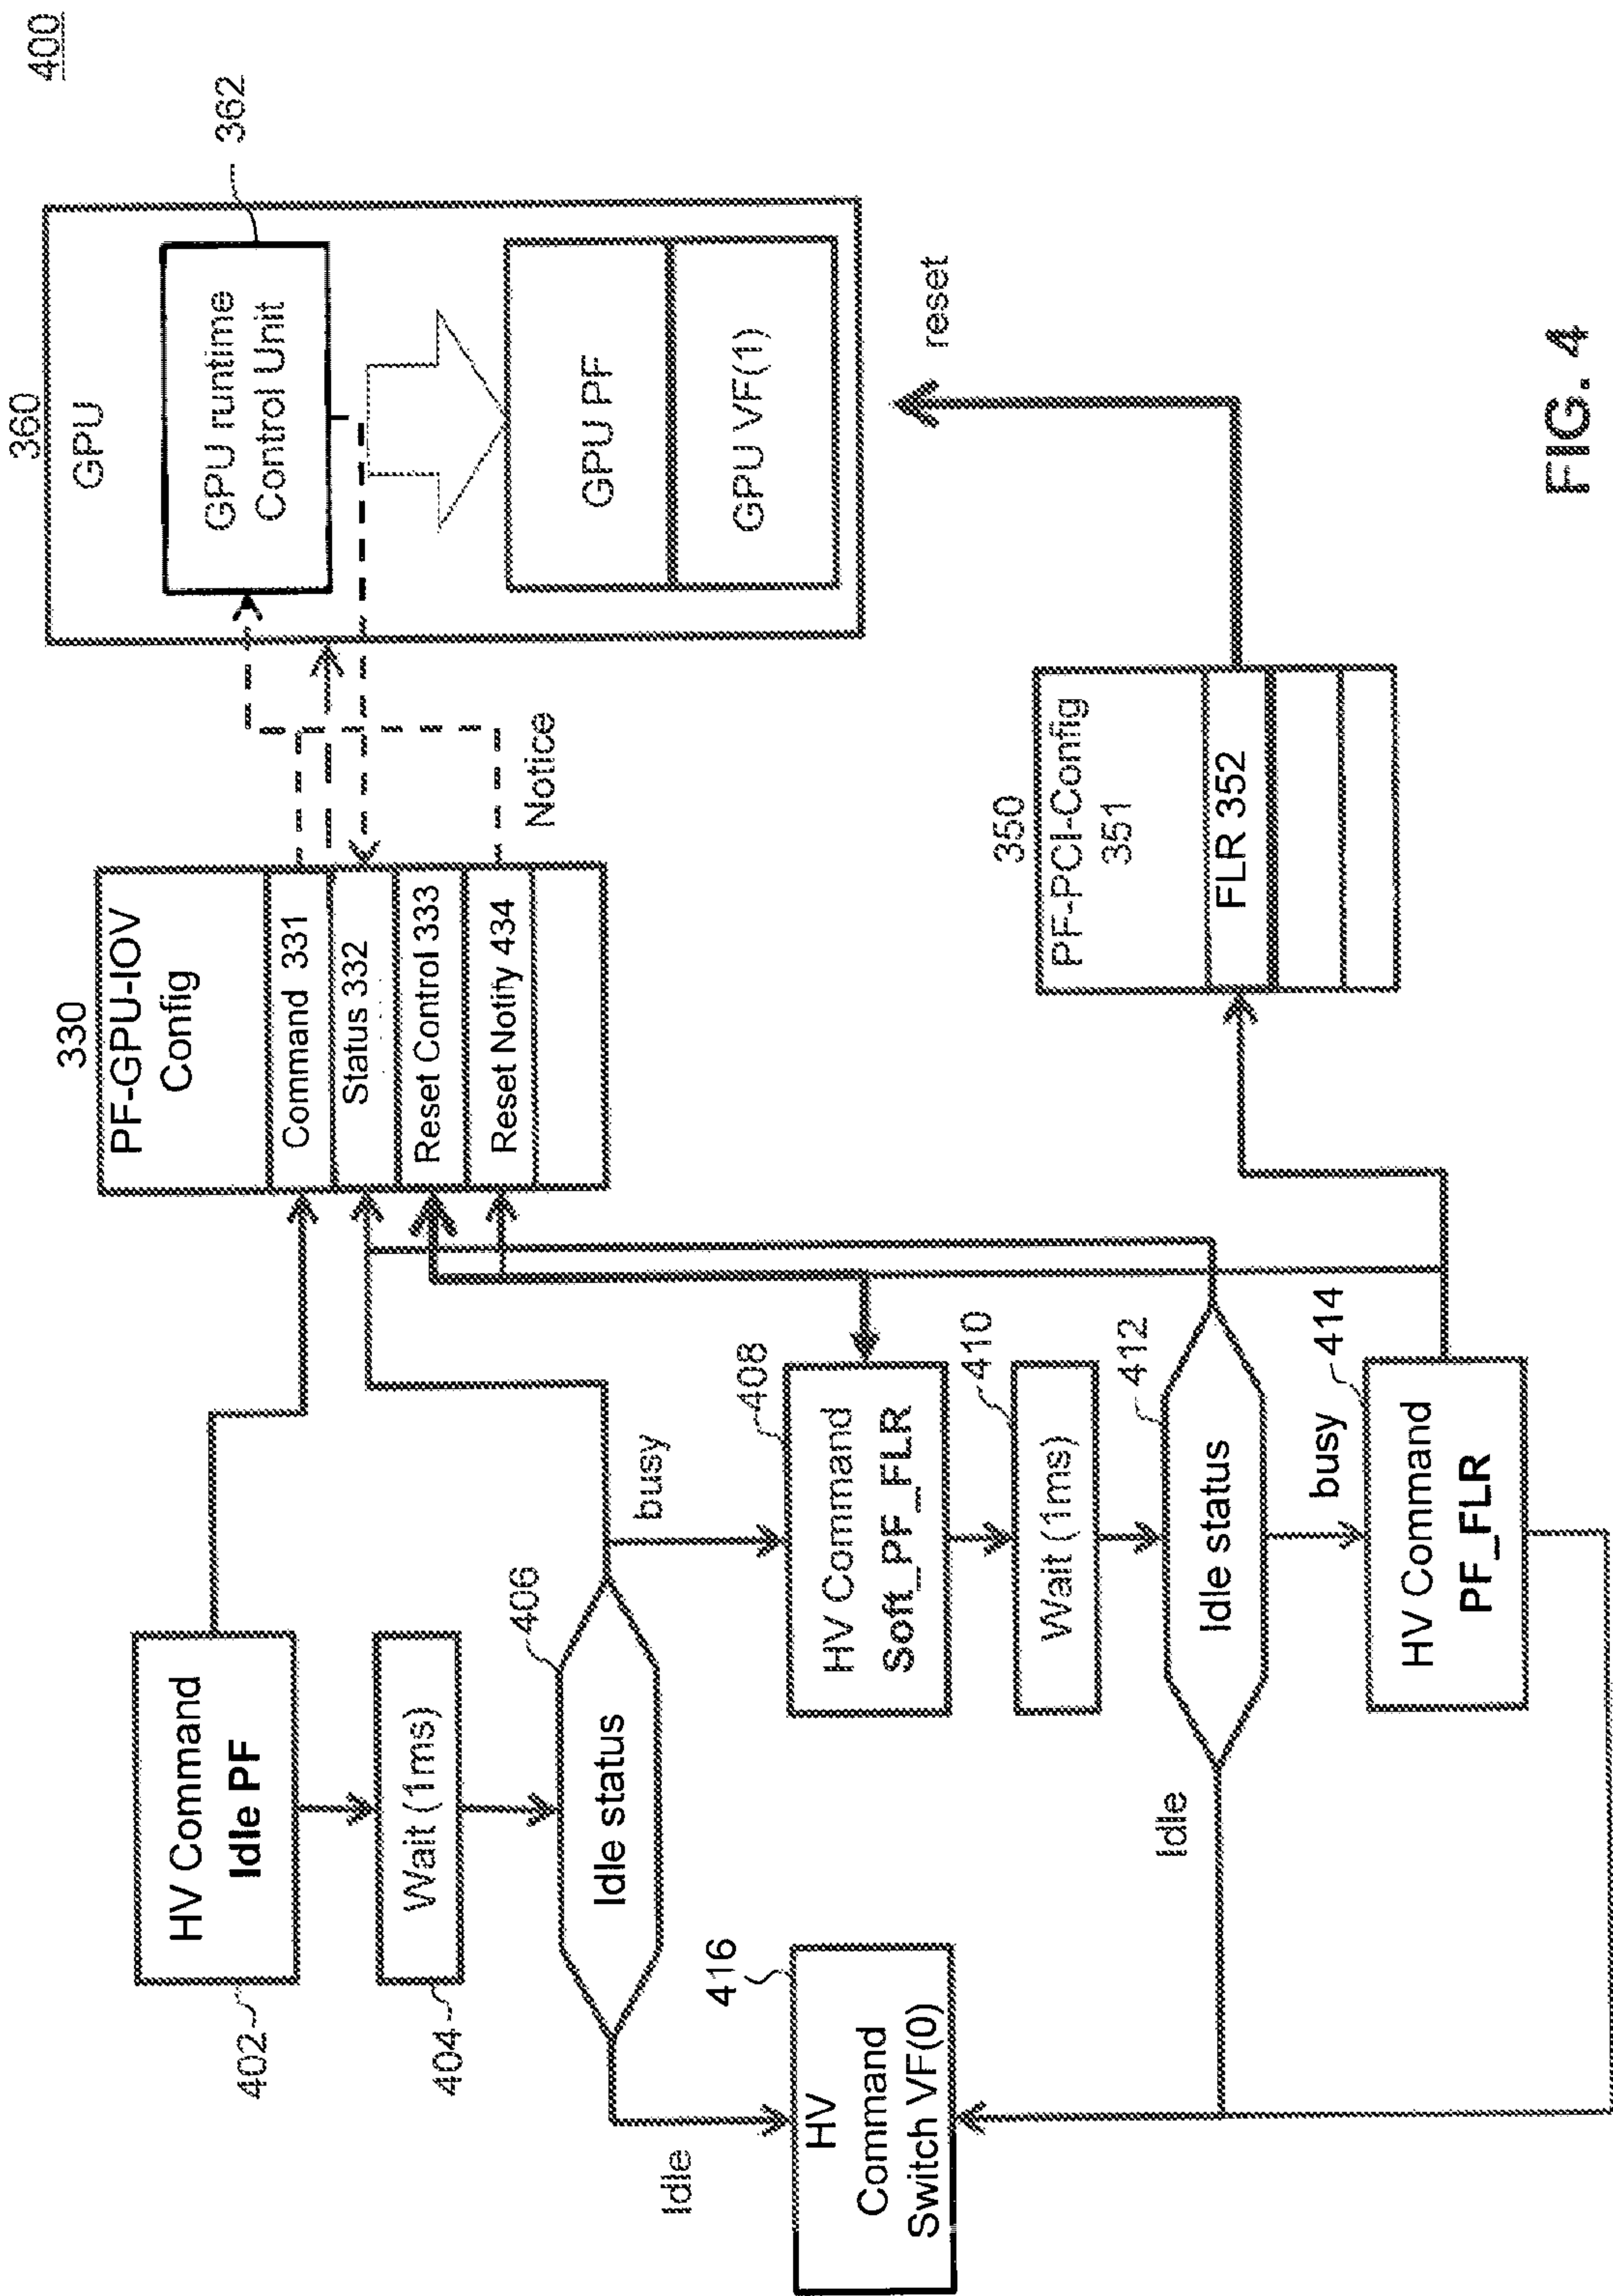 400
402
HV Command
Idle PF
404
Wait (1ms)
406
Idle status
Idle
busy
416
HV
Command
Switch VF(0)
408
HV Command
Soft_PF_FLR
410
Wait (1ms)
412
Idle status
Idle
busy
414
HV Command
PF_FLR
330
PF-GPU-IOV
Config
Command 331
Status 332
Reset Control 333
Reset Notify 434
Notice
350
PF-PCI-Config
351
FLR 352
360
GPU
362
GPU runtime
Control Unit
GPU PF
GPU VF(1)
reset
FIG. 4